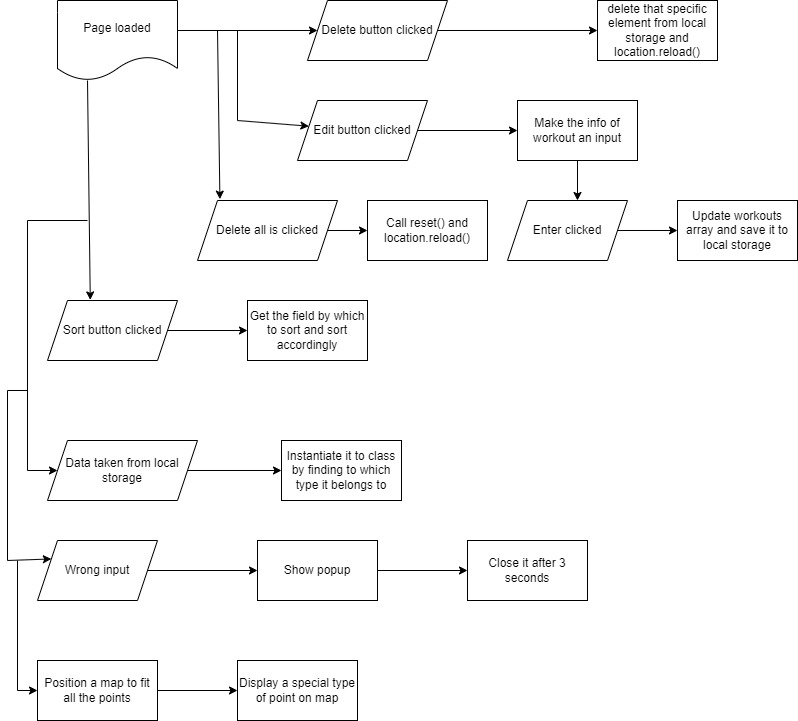 Page loaded
Delete button clicked
delete that specific
element from local
storage and
location.reload()
Edit button clicked
Make the info of
workout an input
Delete all is clicked
Call reset() and
location.reload()
Enter clicked
Update workouts
array and save it to
local storage
Sort button clicked
Get the field by which
to sort and sort
accordingly
Data taken from local
storage
Instantiate it to class
by finding to which
type it belongs to
Wrong input
Show popup
Close it after 3
seconds
Position a map to fit
all the points
Display a special type
of point on map